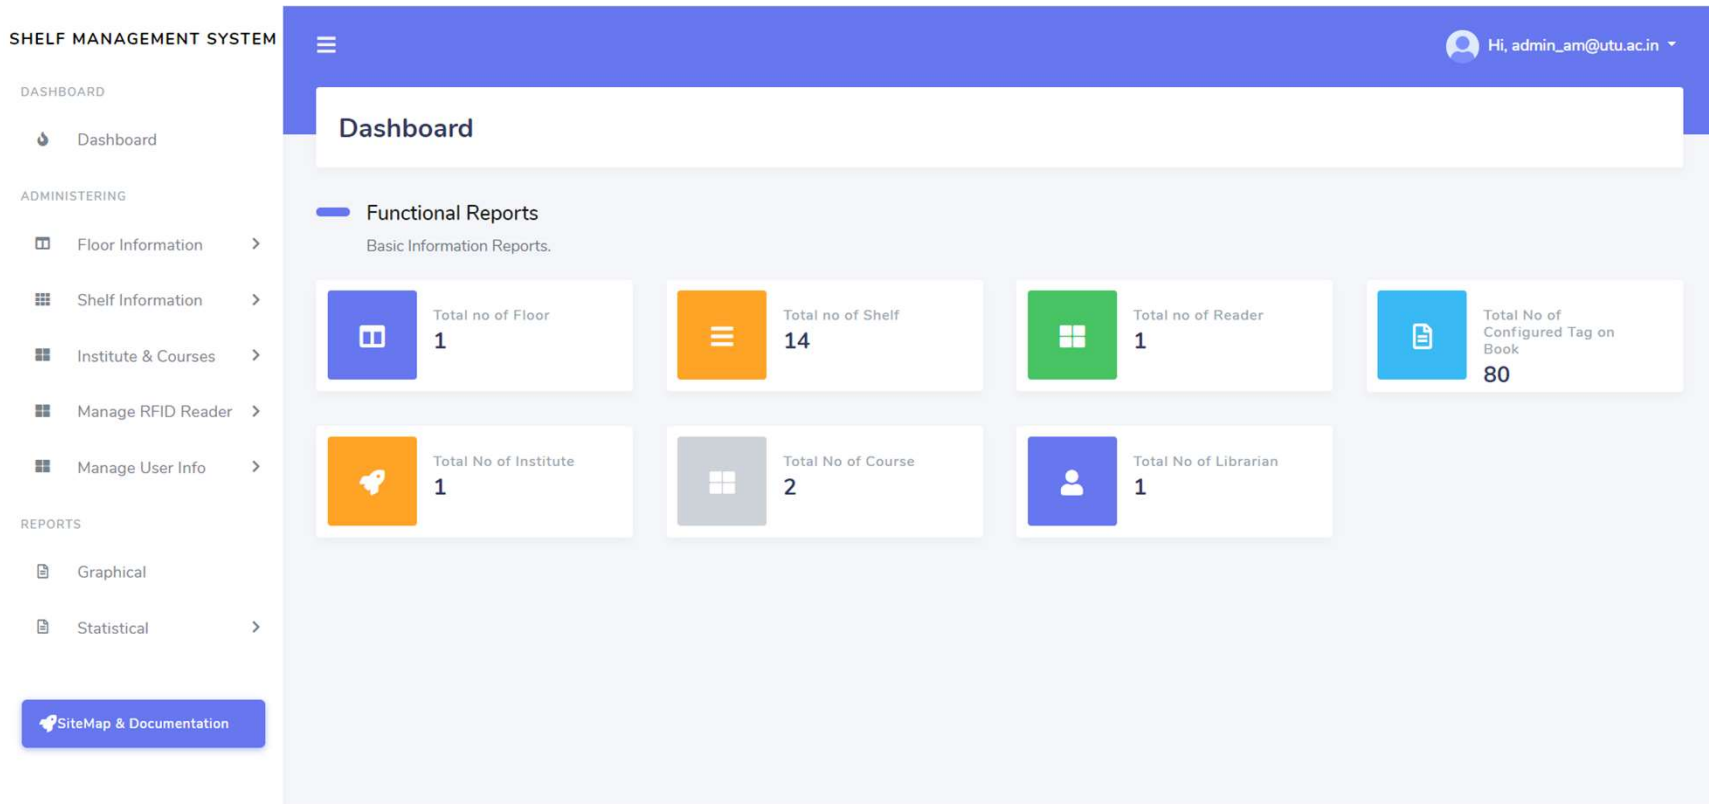 SHELF MANAGEMENT SYSTEM
DASHBOARD
Dashboard
ADMINISTERING
Floor Information
Shelf Information
Institute & Courses
Manage RFID Reader
Manage User Info
REPORTS
Graphical
Statistical
SiteMap & Documentation
Hi, admin_am@utu.ac.in
Dashboard
Functional Reports
Basic Information Reports.
Total no of Floor
1
Total no of Shelf
14
Total no of Reader
1
Total No of
Configured Tag on
Book
80
Total No of Institute
1
Total No of Course
2
Total No of Librarian
1